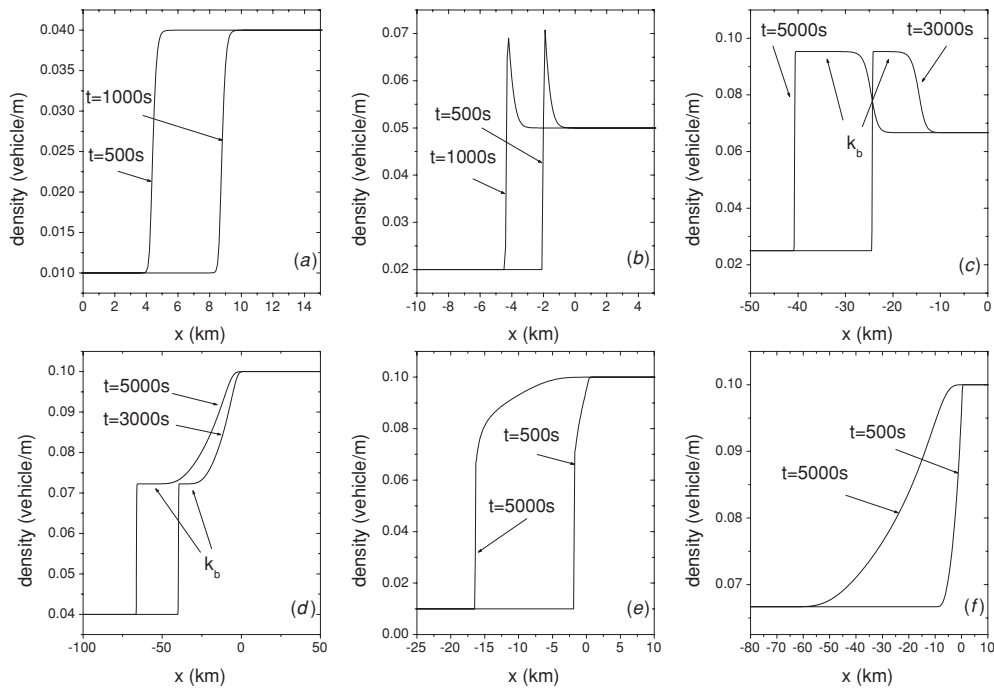 0.040
0.035
0.030
0.025
0.020
0.015
0.010
density (vehicle/m)
t=1000s
t=500s
(a)
0 2 4 6 8 10 12 14
x (km)
0.07
0.06
0.05
0.04
0.03
0.02
density (vehicle/m)
t=500s
t=1000s
(b)
-10 -8 -6 -4 -2 0 2 4
x (km)
0.10
0.08
0.06
0.04
0.02
density (vehicle/m)
t=5000s
t=3000s
k_b
(c)
-50 -40 -30 -20 -10 0
x (km)
0.10
0.09
0.08
0.07
0.06
0.05
0.04
density (vehicle/m)
t=5000s
t=3000s
k_b
(d)
-100 -50 0 50
x (km)
0.10
0.08
0.06
0.04
0.02
0.01
0.00
density (vehicle/m)
t=500s
t=5000s
(e)
-25 -20 -15 -10 -5 0 5 10
x (km)
0.10
0.09
0.08
0.07
density (vehicle/m)
t=500s
t=5000s
(f)
-80 -70 -60 -50 -40 -30 -20 -10 0 10
x (km)